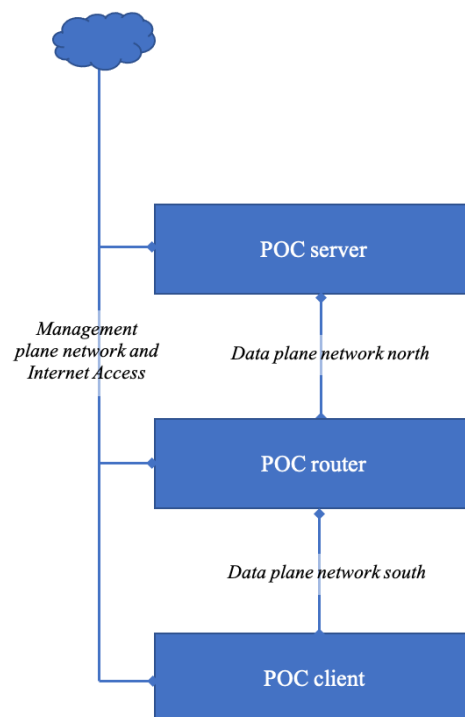 POC server
Management
plane network and
Internet Access
Data plane network north
POC router
Data plane network south
POC client